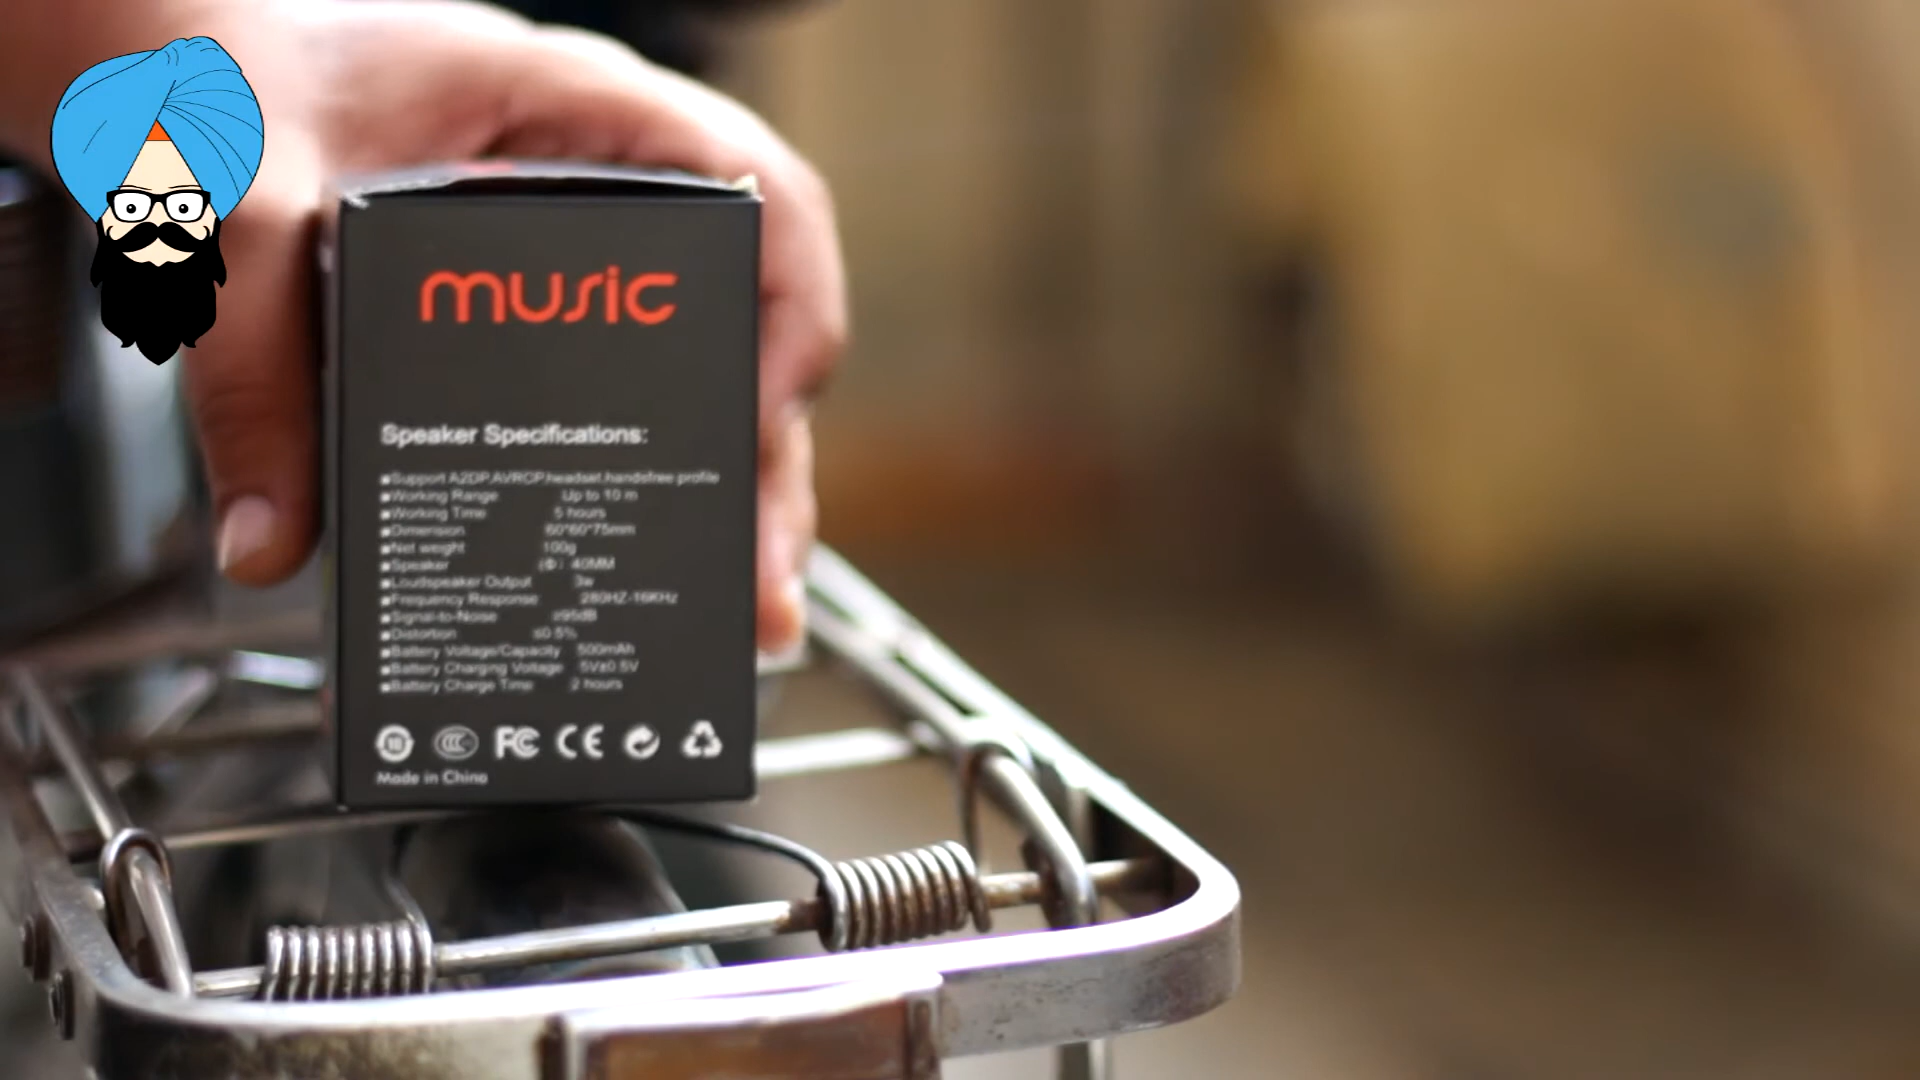 music
Speaker Specifications:
■Support A2DP,AVRCP,headset,handsfree profile
■Working Range Up to 10 m
■Working Time 5 hours
■Dimension 60*60*75mm
■Net weight 100g
■Speaker (Φ) 40MM
■Loudspeaker Output 3w
■Frequency Response 280HZ-16KHz
■Signal-to-Noise ≥95dB
■Distortion ≤0.5%
■Battery Voltage/Capacity 500mAh
■Battery Charging Voltage 5V±0.5V
■Battery Charge Time 2 hours
10 CCC FC CE
Made in China